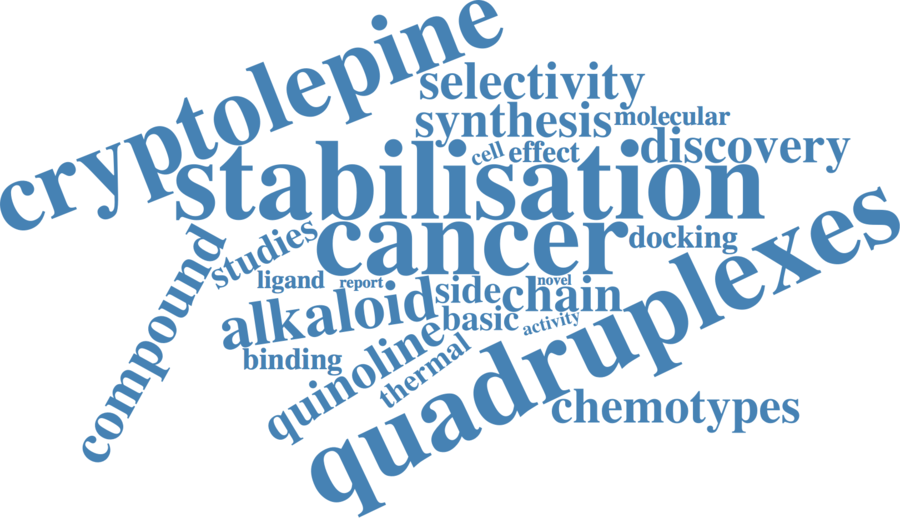 cryptolepine
selectivity
synthesis
molecular
cell
effect
discovery
stabilisation
studies
cancer
docking
compound
ligand
report
novel
alkaloid
side
chain
basic
activity
binding
quinoline
thermal
quadruplexes
chemotypes